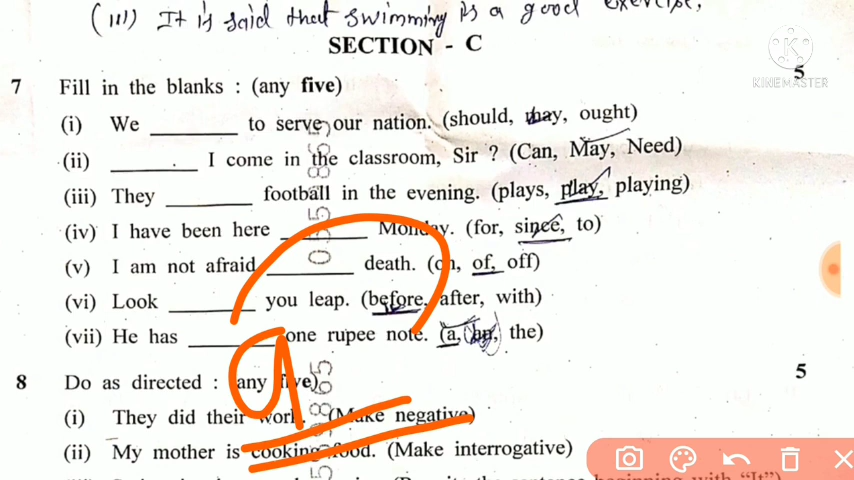 (iii) It is said that swimming is a good exercise.
SECTION - C
KINEMASTER
7 Fill in the blanks : (any five) 5
(i) We ________ to serve our nation. (should, may, ought)
(ii) ________ I come in the classroom, Sir ? (Can, May, Need)
(iii) They ________ football in the evening. (plays, play, playing)
(iv) I have been here ________ Monday. (for, since, to)
(v) I am not afraid ________ death. (on, of, off)
(vi) Look ________ you leap. (before, after, with)
(vii) He has ________ one rupee note. (a, an, the)
a
8 Do as directed : (any five) 5
(i) They did their work. (Make negative)
(ii) My mother is cooking food. (Make interrogative)